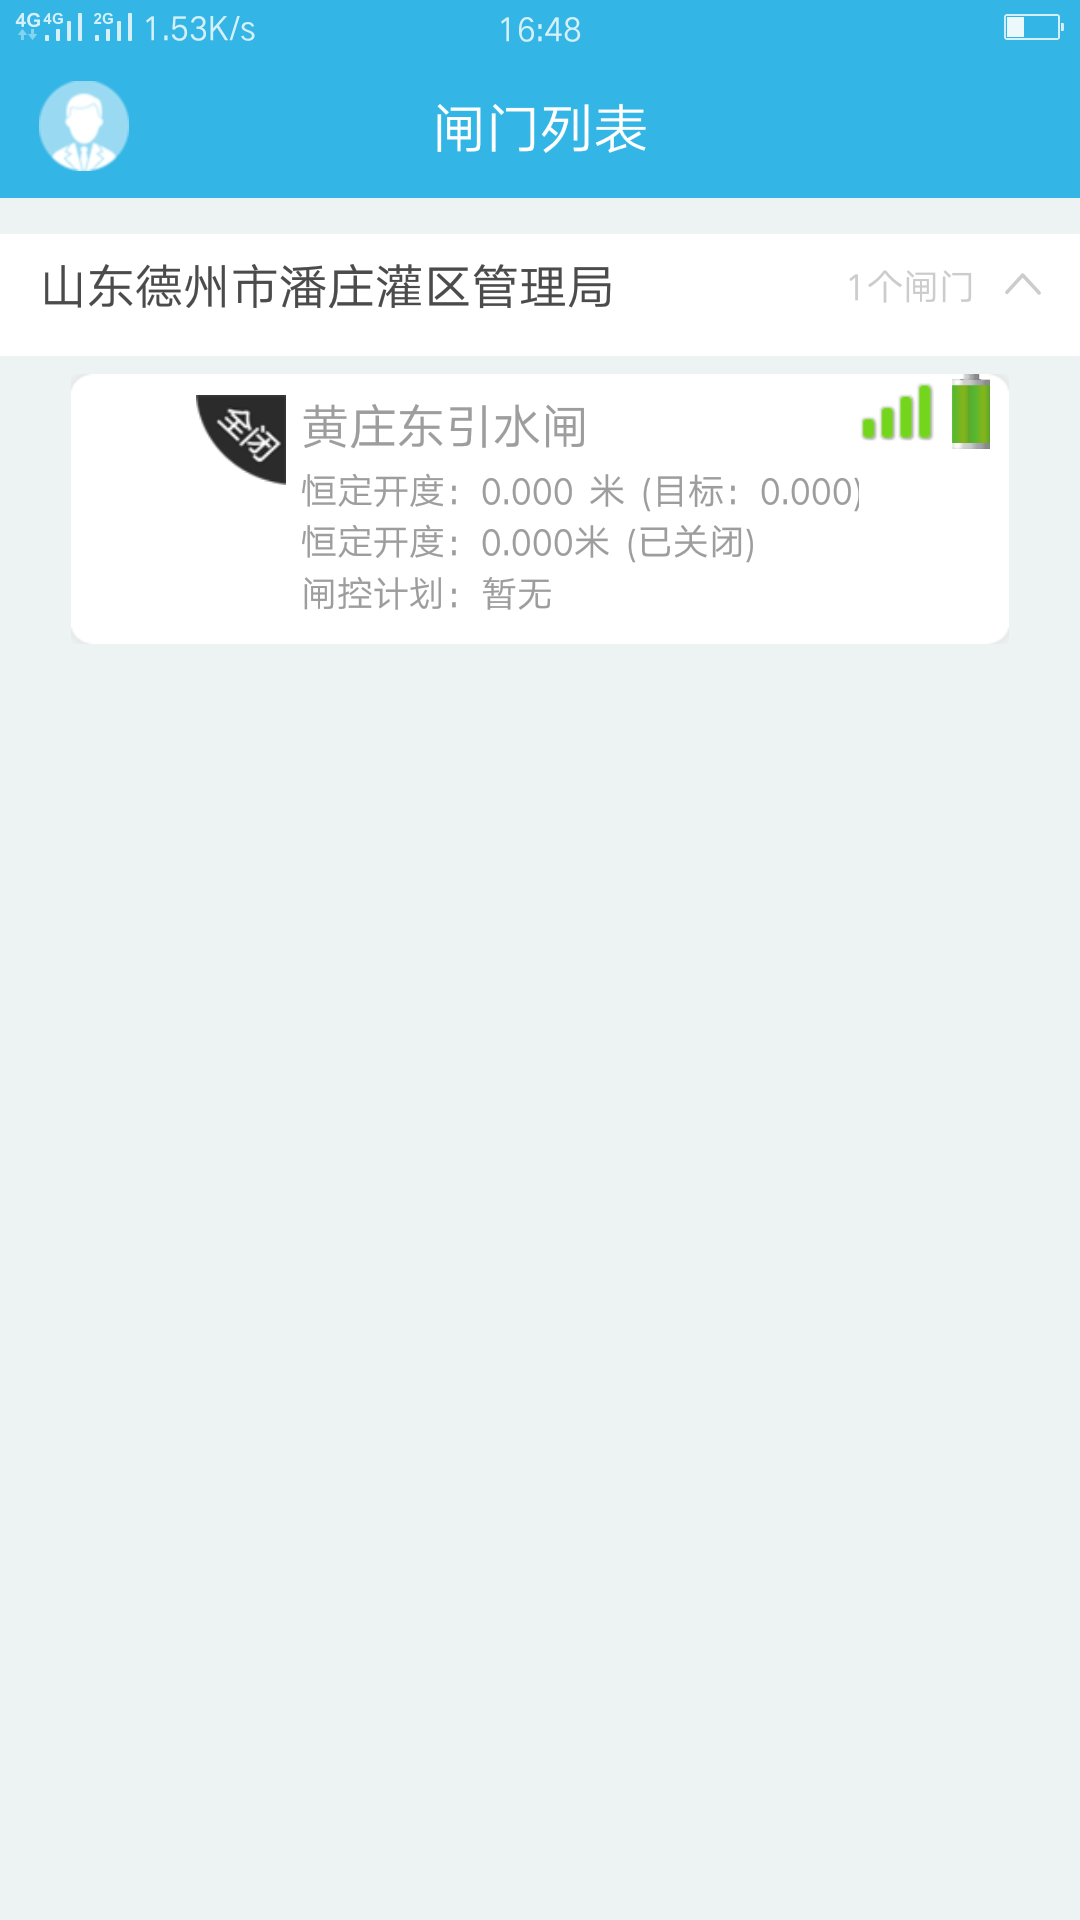 4G 4G 2G 1.53K/s 16:48
闸门列表
山东德州市潘庄灌区管理局 1个闸门
全闭 黄庄东引水闸
恒定开度：0.000 米 (目标：0.000)
恒定开度：0.000米 (已关闭)
闸控计划：暂无